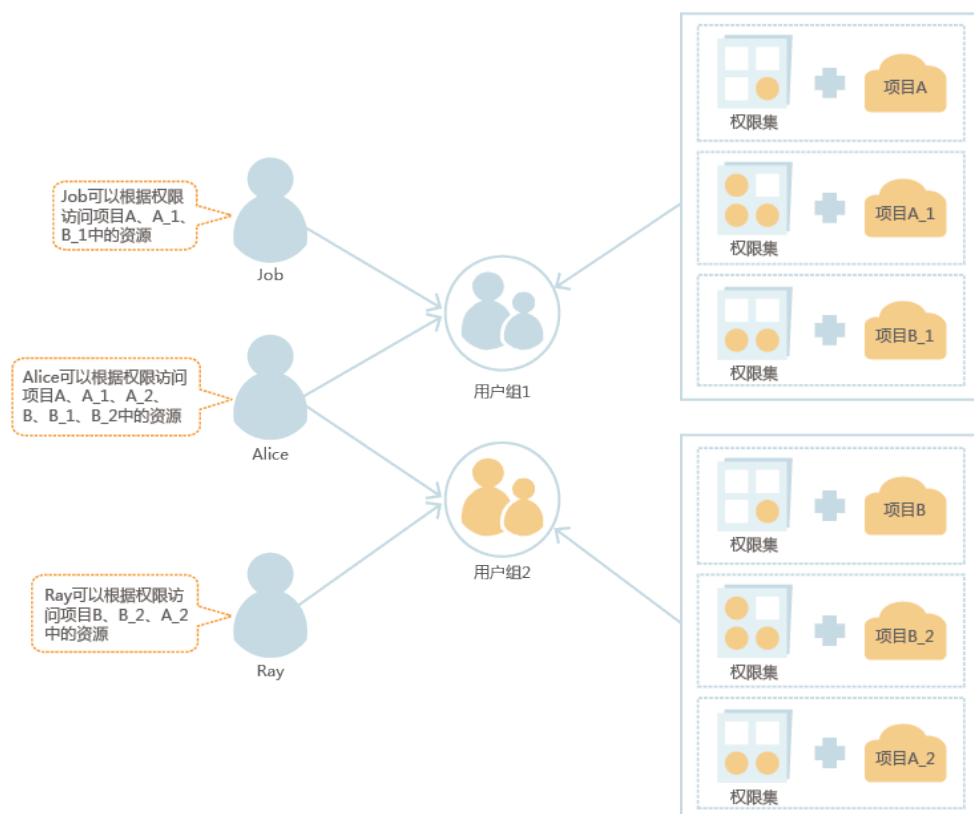 Job可以根据权限
访问项目A、A_1、
B_1中的资源
Job
Alice可以根据权限访问
项目A、A_1、A_2、
B、B_1、B_2中的资源
Alice
Ray可以根据权限访
问项目B、B_2、A_2
中的资源
Ray
用户组1
用户组2
项目A
权限集
项目A_1
权限集
项目B_1
权限集
项目B
权限集
项目B_2
权限集
项目A_2
权限集